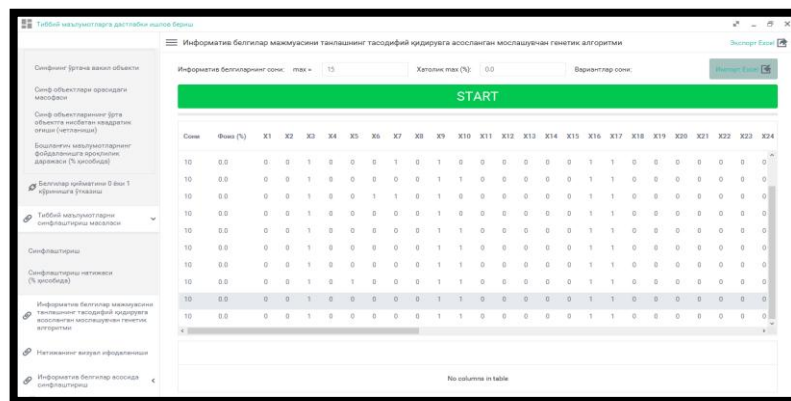 Тиббий маълумотларга дастлабки ишлов бериш
Информатив белгилар мажмуасини танлашнинг тасодифий қидирувга асосланган мослашувчан генетик алгоритми
Экспорт Excel
Синфнинг ўртача вакил объекти
Синф объектлари орасидаги
масофаси
Синф объектларининг ўрта
объектга нисбатан квадратик
оғиши (четланиши)
Бошланғич маълумотларнинг
фойдаланишга яроқлилик
даражаси (% ҳисобида)
Белгилар қийматини 0 ёки 1
кўринишга ўтказиш
Тиббий маълумотларни
синфлаштириш масаласи
Синфлаштириш
Синфлаштириш натижаси
(% ҳисобида)
Информатив белгилар мажмуасини
танлашнинг тасодифий қидирувга
асосланган мослашувчан генетик
алгоритми
Натижанинг визуал ифодаланиши
Информатив белгилар асосида
синфлаштириш
Информатив белгиларнинг сони: max = 15 Хатолик max (%): 0.0 Вариантлар сони: Экспорт Excel
START
Сони Фоиз (%) X1 X2 X3 X4 X5 X6 X7 X8 X9 X10 X11 X12 X13 X14 X15 X16 X17 X18 X19 X20 X21 X22 X23 X24
10 0.0 0 0 1 0 0 0 1 0 1 0 0 0 0 0 0 1 1 0 0 0 0 0 0 0
10 0.0 0 0 1 0 0 0 0 0 1 1 0 0 0 0 0 1 1 0 0 0 0 0 0 0
10 0.0 0 0 1 0 0 1 1 0 1 0 0 0 0 0 0 1 1 0 0 0 0 0 0 0
10 0.0 0 0 1 0 0 0 0 0 1 0 0 0 0 0 0 1 1 0 0 0 0 0 0 0
10 0.0 0 0 1 0 0 0 0 0 1 1 0 0 0 0 0 1 1 0 0 0 0 0 0 0
10 0.0 0 0 1 0 0 0 0 0 1 1 0 0 0 0 0 1 1 0 0 0 0 0 0 0
10 0.0 0 0 1 0 0 0 0 0 1 1 0 0 0 0 0 1 1 0 0 0 0 0 0 0
10 0.0 0 0 1 0 1 0 0 0 1 1 0 0 0 0 0 1 1 0 0 0 0 0 0 0
10 0.0 0 0 1 0 0 0 0 0 1 1 0 0 0 0 0 1 1 0 0 0 0 0 0 0
10 0.0 0 0 1 0 0 0 0 0 1 1 0 0 0 0 0 1 1 0 0 0 0 0 0 0
No columns in table